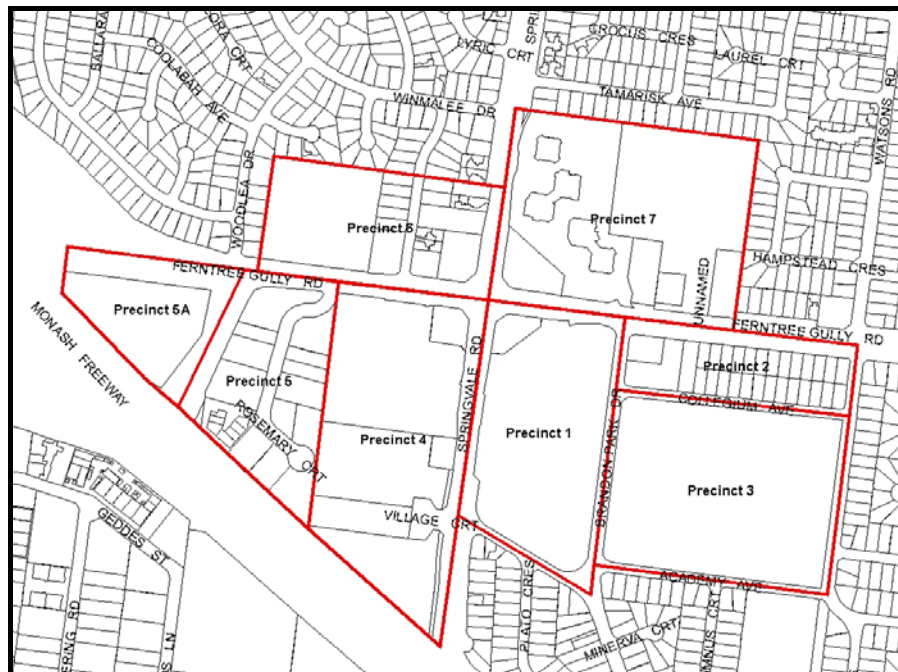 LYRIC CRT
CROCUS CRES
LAUREL CRT
COOLABAH AVE
WINMALEE DR
TAMARISK AVE
WATSONS RD
WOODLEA DR
Precinct 6
Precinct 7
HAMPSTEAD CRES
UNNAMED
FERNTREE GULLY RD
FERNTREE GULLY RD
Precinct 5A
MONASH FREEWAY
Precinct 5
ROSEMARY CRT
Precinct 4
SPRINGVALE RD
Precinct 1
BRANDON PARK DR
Precinct 2
COLLEGIUM AVE
Precinct 3
VILLAGE CRT
GEDDES ST
PLATO CRES
ACADEMY AVE
MINERVA CRT